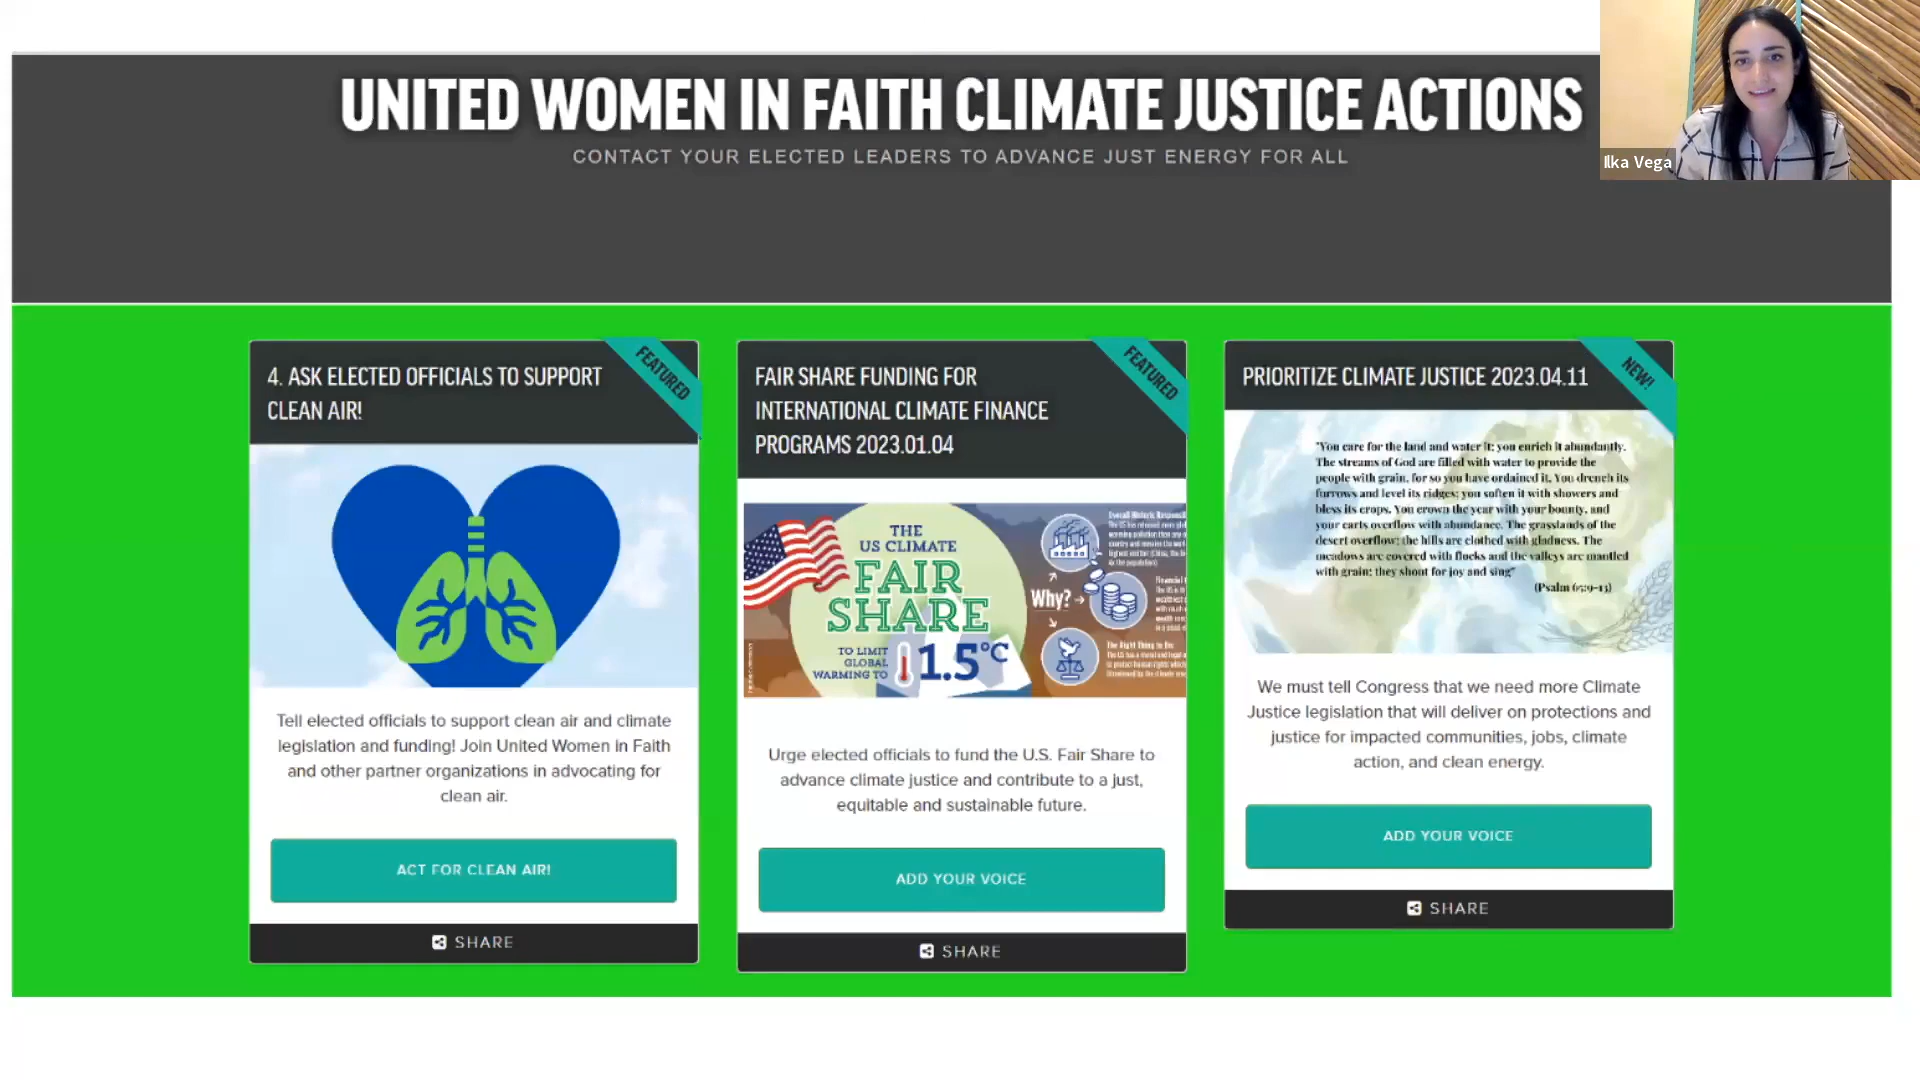 UNITED WOMEN IN FAITH CLIMATE JUSTICE ACTIONS
CONTACT YOUR ELECTED LEADERS TO ADVANCE JUST ENERGY FOR ALL
Ilka Vega
4. ASK ELECTED OFFICIALS TO SUPPORT
CLEAN AIR!
FEATURED
Tell elected officials to support clean air and climate
legislation and funding! Join United Women in Faith
and other partner organizations in advocating for
clean air.
ACT FOR CLEAN AIR!
SHARE
FAIR SHARE FUNDING FOR
INTERNATIONAL CLIMATE FINANCE
PROGRAMS 2023.01.04
FEATURED
THE
US CLIMATE
FAIR
SHARE
TO LIMIT
GLOBAL
WARMING TO
1.5°C
Why?
Urge elected officials to fund the U.S. Fair Share to
advance climate justice and contribute to a just,
equitable and sustainable future.
ADD YOUR VOICE
SHARE
PRIORITIZE CLIMATE JUSTICE 2023.04.11
NEW!
"You care for the land and water it; you enrich it abundantly.
The streams of God are filled with water to provide the
people with grain, for so you have ordained it. You drench its
furrows and level its ridges; you soften it with showers and
bless its crops. You crown the year with your bounty, and
your carts overflow with abundance. The grasslands of the
desert overflow; the hills are clothed with gladness. The
meadows are covered with flocks and the valleys are mantled
with grain; they shout for joy and sing"
(Psalm 65:9-13)
We must tell Congress that we need more Climate
Justice legislation that will deliver on protections and
justice for impacted communities, jobs, climate
action, and clean energy.
ADD YOUR VOICE
SHARE